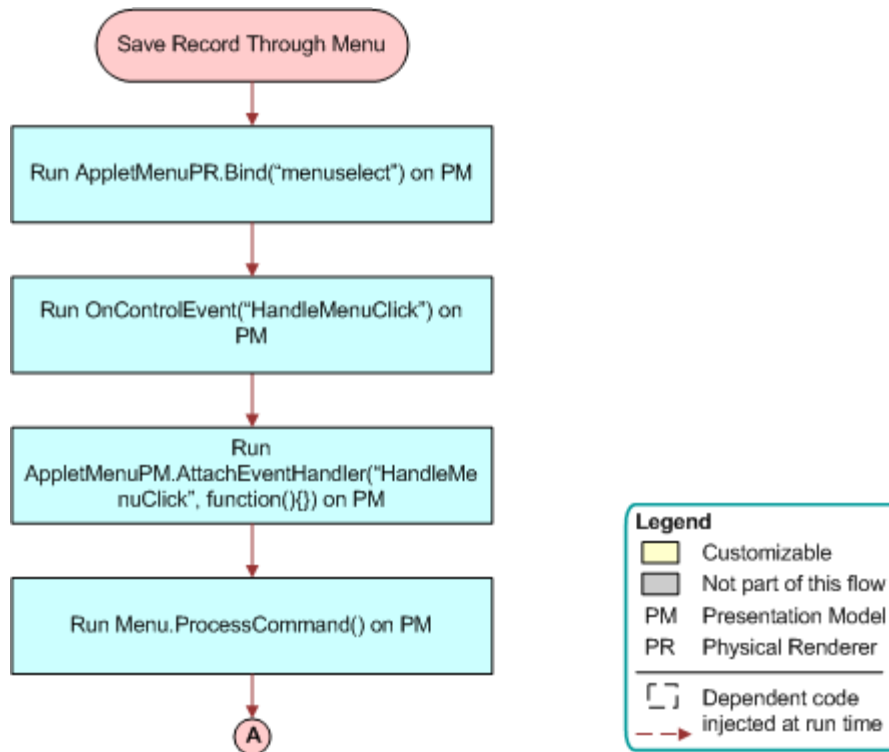 Save Record Through Menu
Run AppletMenuPR.Bind(“menuselect”) on PM
Run OnControlEvent(“HandleMenuClick”) on
PM
Run
AppletMenuPM.AttachEventHandler(“HandleMe
nuClick”, function(){}) on PM
Run Menu.ProcessCommand() on PM
A
Legend
Customizable
Not part of this flow
PM Presentation Model
PR Physical Renderer
Dependent code
injected at run time